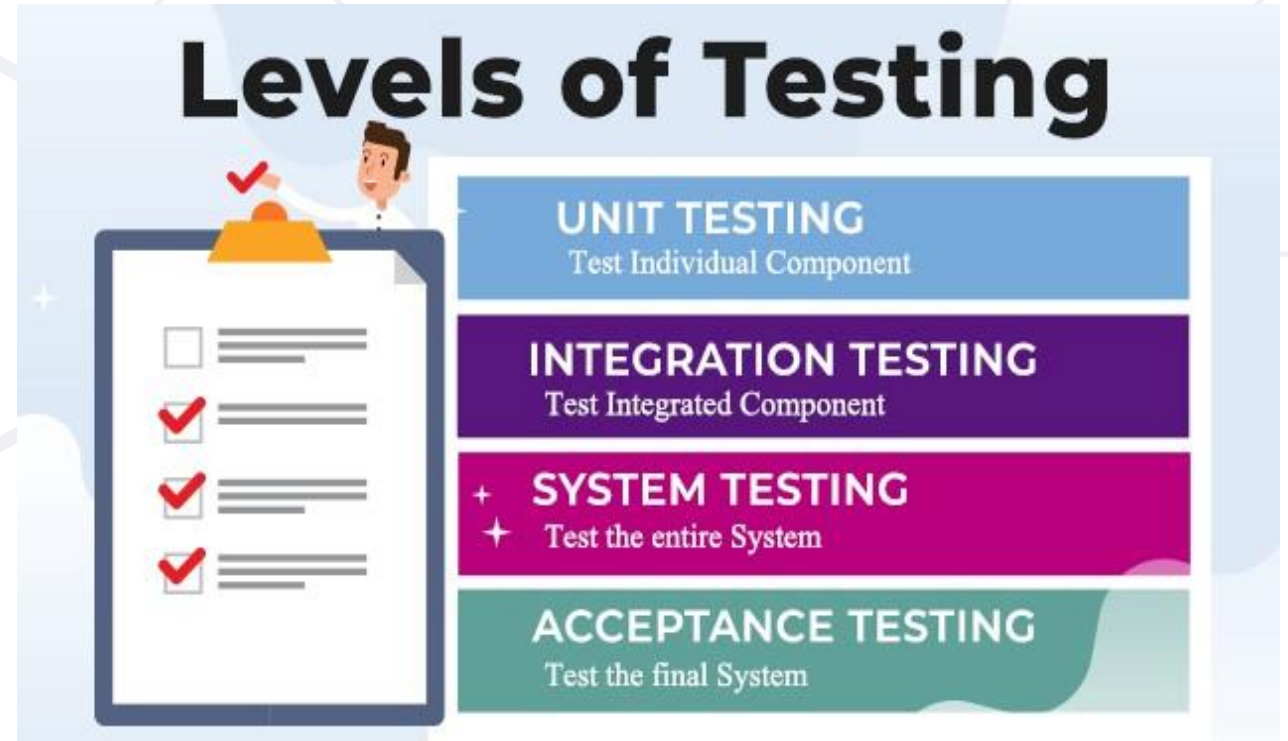 Levels of Testing
UNIT TESTING
Test Individual Component
INTEGRATION TESTING
Test Integrated Component
SYSTEM TESTING
Test the entire System
ACCEPTANCE TESTING
Test the final System